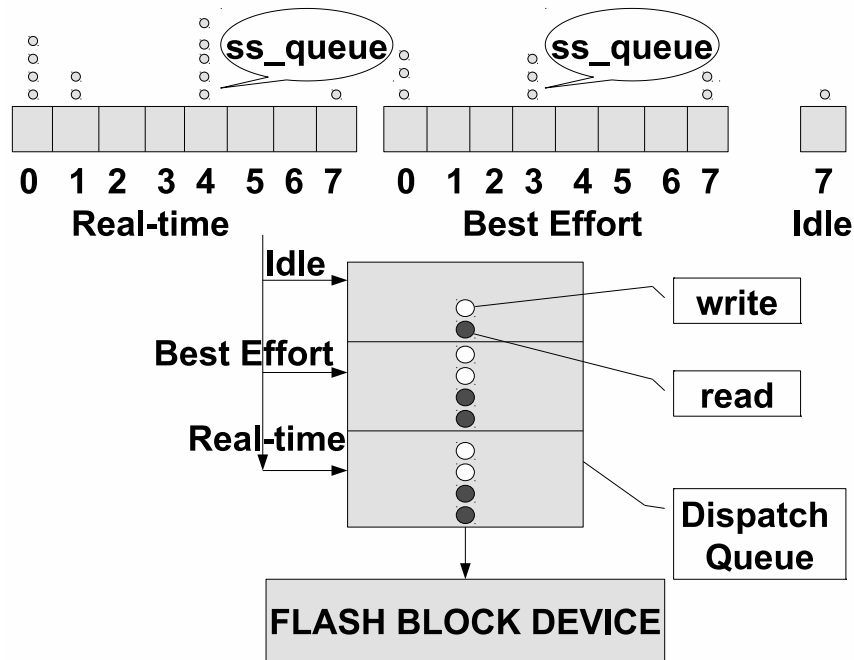 ss_queue ss_queue
0 1 2 3 4 5 6 7 0 1 2 3 4 5 6 7 7
Real-time Best Effort Idle
Idle
write
Best Effort
read
Real-time
Dispatch
Queue
FLASH BLOCK DEVICE